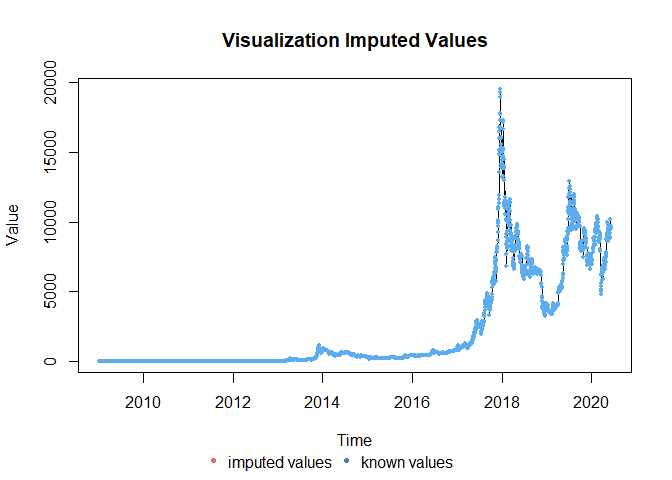 Visualization Imputed Values
Value
20000
15000
10000
5000
0
2010 2012 2014 2016 2018 2020
Time
imputed values known values